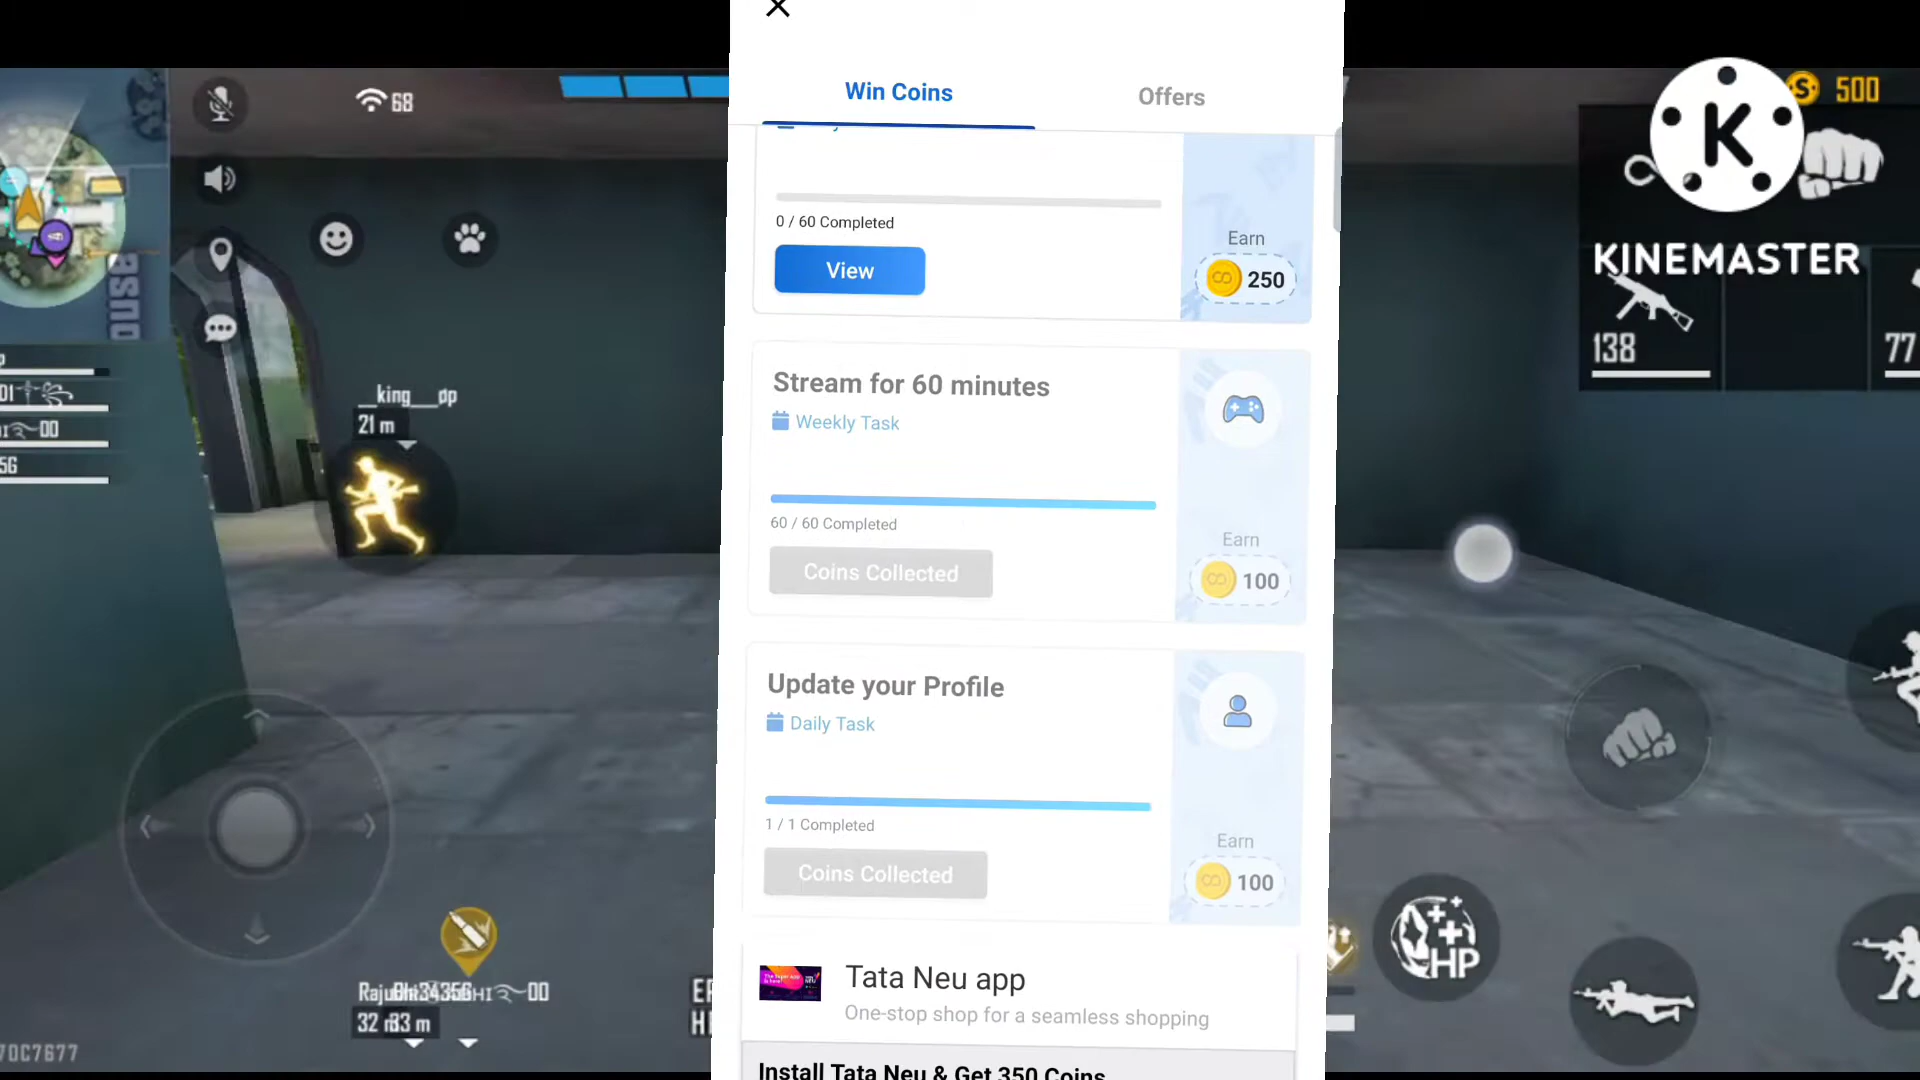 68
500
Win Coins
Offers
0 / 60 Completed
View
Earn
250
KINEMASTER
138
77
__king__øp
21 m
Stream for 60 minutes
Weekly Task
60 / 60 Completed
Coins Collected
Earn
100
Update your Profile
Daily Task
1 / 1 Completed
Coins Collected
Earn
100
HP
32 m
33 m
Tata Neu app
One-stop shop for a seamless shopping
Install Tata Neu & Get 350 Coins